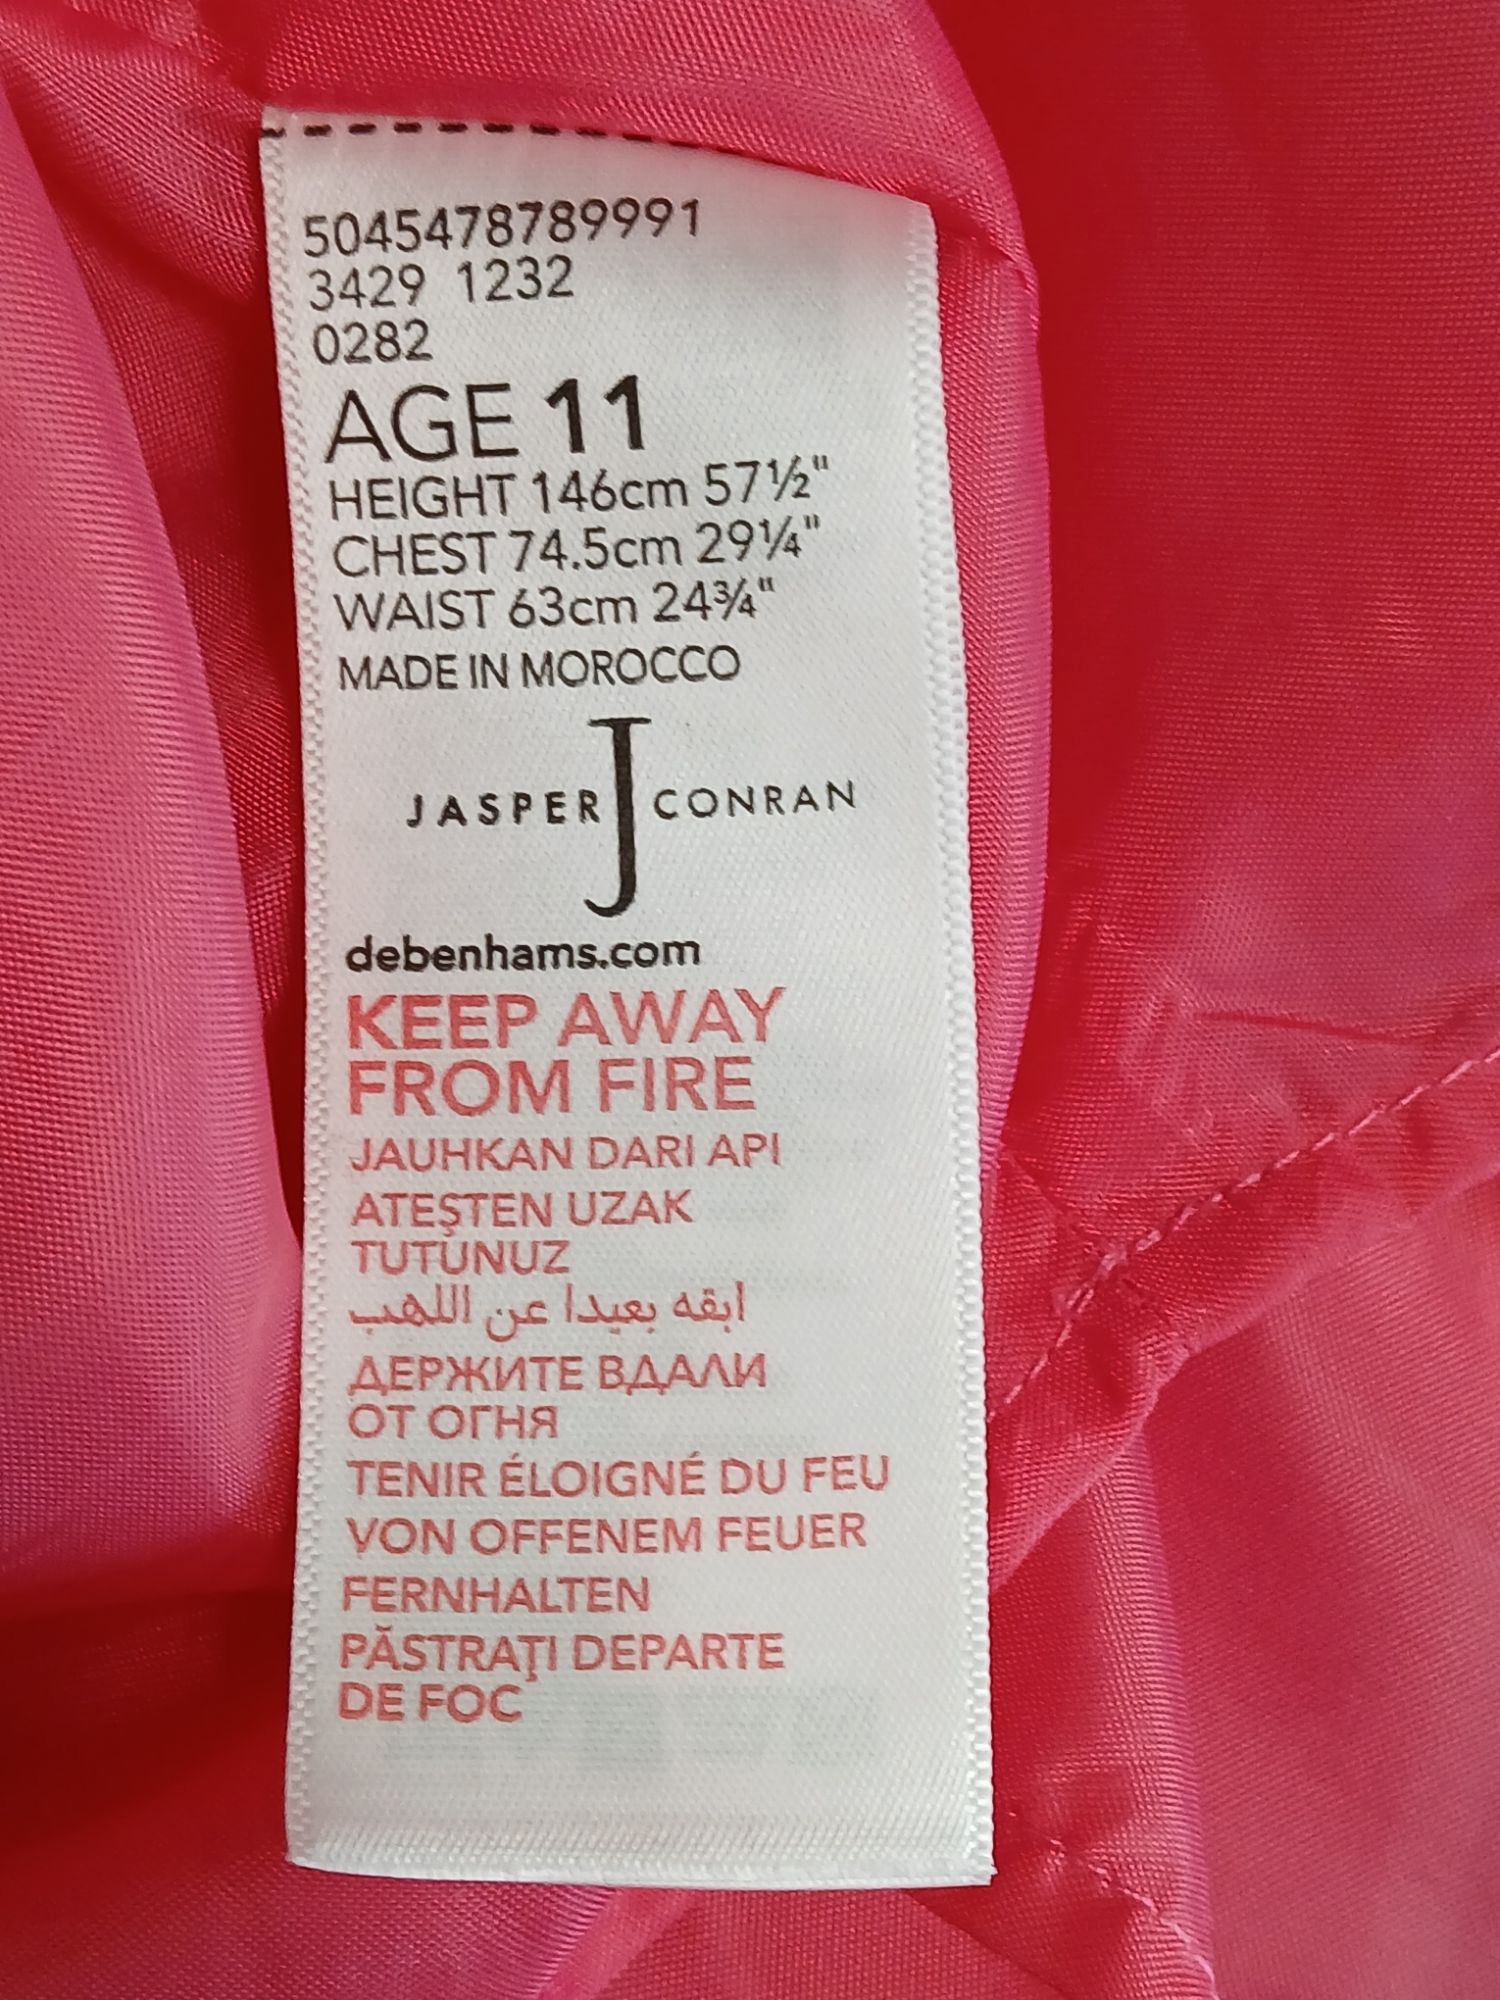 5045478789991
3429 1232
0282
AGE 11
HEIGHT 146cm 57½"
CHEST 74.5cm 29¼"
WAIST 63cm 24¾"
MADE IN MOROCCO
JASPER J CONRAN
debenhams.com
KEEP AWAY
FROM FIRE
JAUHKAN DARI API
ATEŞTEN UZAK
TUTUNUZ
ابقه بعيدا عن اللهب
ДЕРЖИТЕ ВДАЛИ
ОТ ОГНЯ
TENIR ÉLOIGNÉ DU FEU
VON OFFENEM FEUER
FERNHALTEN
PĂSTRAŢI DEPARTE
DE FOC